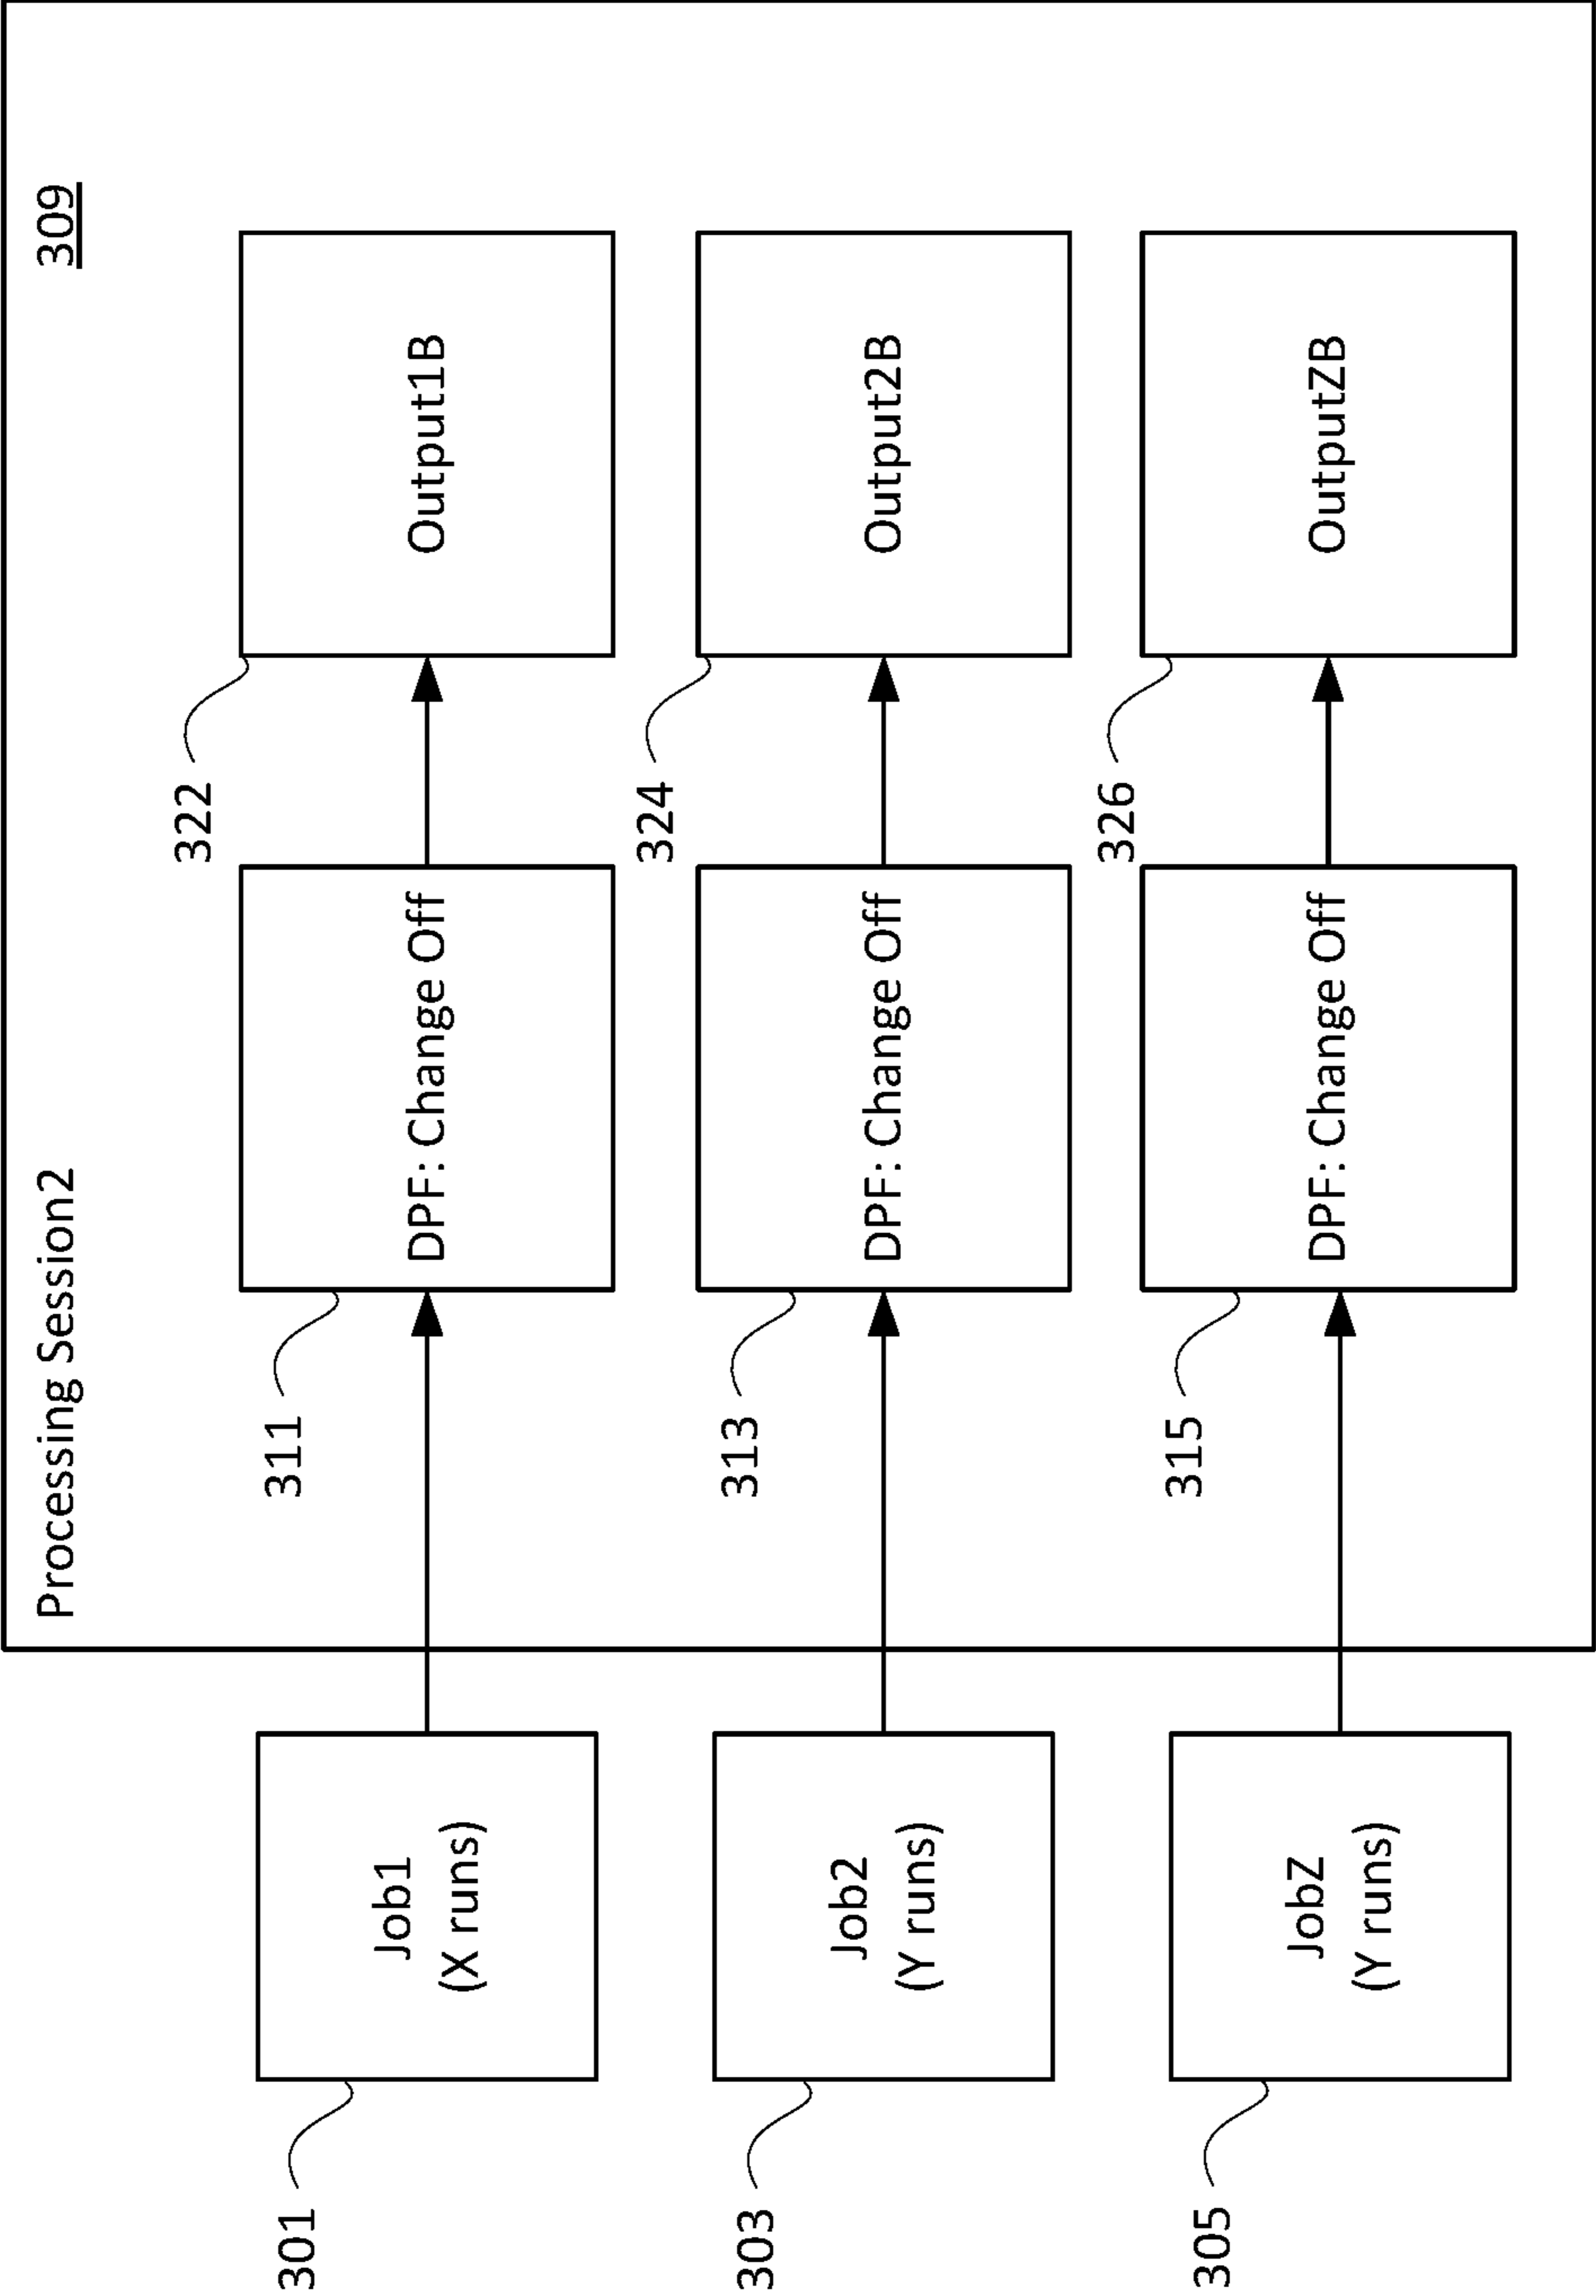 Processing Session2
309
301
Job1
(X runs)
311
DPF: Change Off
322
Output1B
303
Job2
(Y runs)
313
DPF: Change Off
324
Output2B
305
JobZ
(Y runs)
315
DPF: Change Off
326
OutputZB